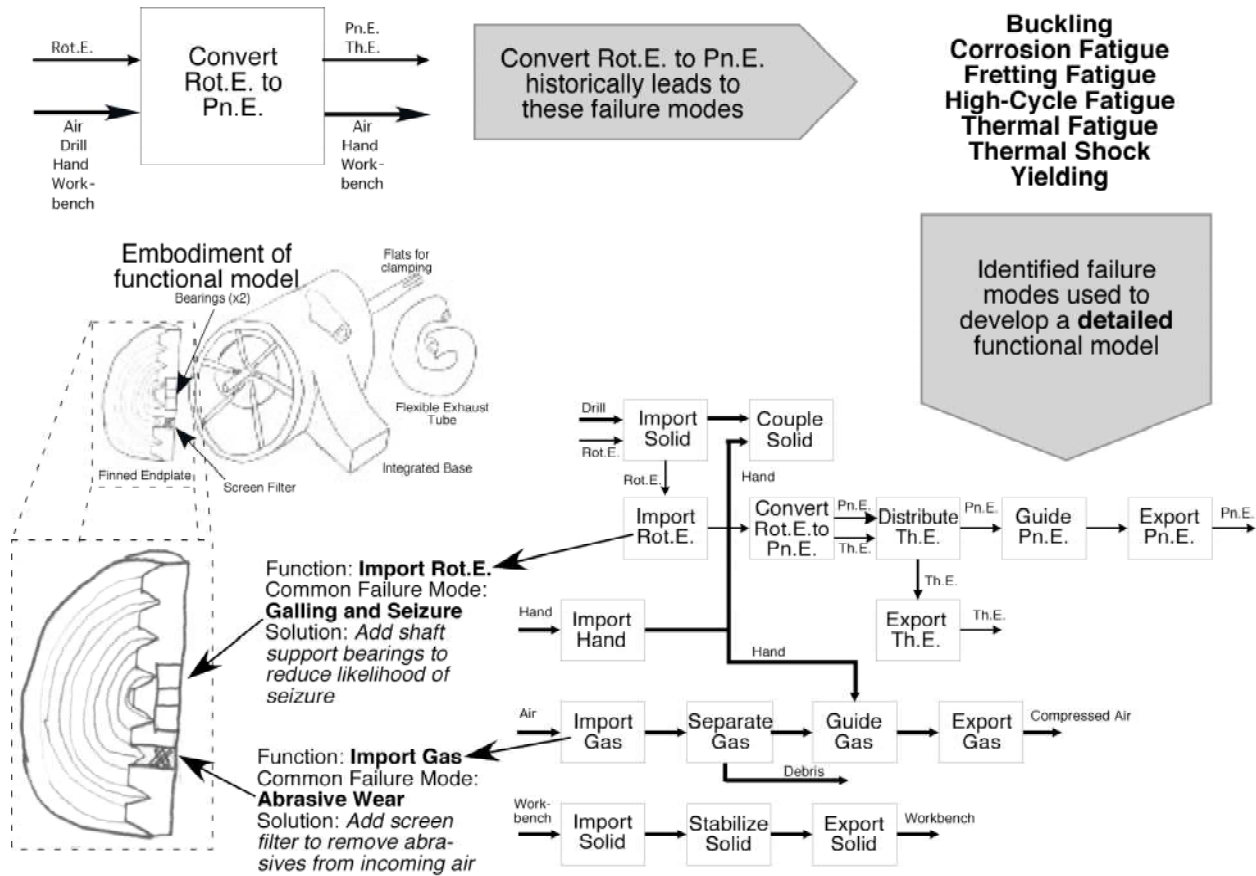 Rot.E.
Convert
Rot.E. to
Pn.E.
Pn.E.
Th.E.
Air
Drill
Hand
Work-
bench
Air
Hand
Work-
bench
Convert Rot.E. to Pn.E.
historically leads to
these failure modes
Buckling
Corrosion Fatigue
Fretting Fatigue
High-Cycle Fatigue
Thermal Fatigue
Thermal Shock
Yielding
Identified failure
modes used to
develop a detailed
functional model
Embodiment of
functional model
Bearings (x2)
Flats for
clamping
Flexible Exhaust
Tube
Integrated Base
Finned Endplate
Screen Filter
Drill
Rot.E.
Import
Solid
Couple
Solid
Rot.E.
Hand
Import
Rot.E.
Convert
Rot.E.to
Pn.E.
Pn.E.
Th.E.
Distribute
Th.E.
Pn.E.
Guide
Pn.E.
Export
Pn.E.
Pn.E.
Th.E.
Export
Th.E.
Th.E.
Hand
Import
Hand
Hand
Function: Import Rot.E.
Common Failure Mode:
Galling and Seizure
Solution: Add shaft
support bearings to
reduce likelihood of
seizure
Air
Import
Gas
Separate
Gas
Guide
Gas
Export
Gas
Compressed Air
Debris
Function: Import Gas
Common Failure Mode:
Abrasive Wear
Solution: Add screen
filter to remove abra-
sives from incoming air
Work-
bench
Import
Solid
Stabilize
Solid
Export
Solid
Workbench